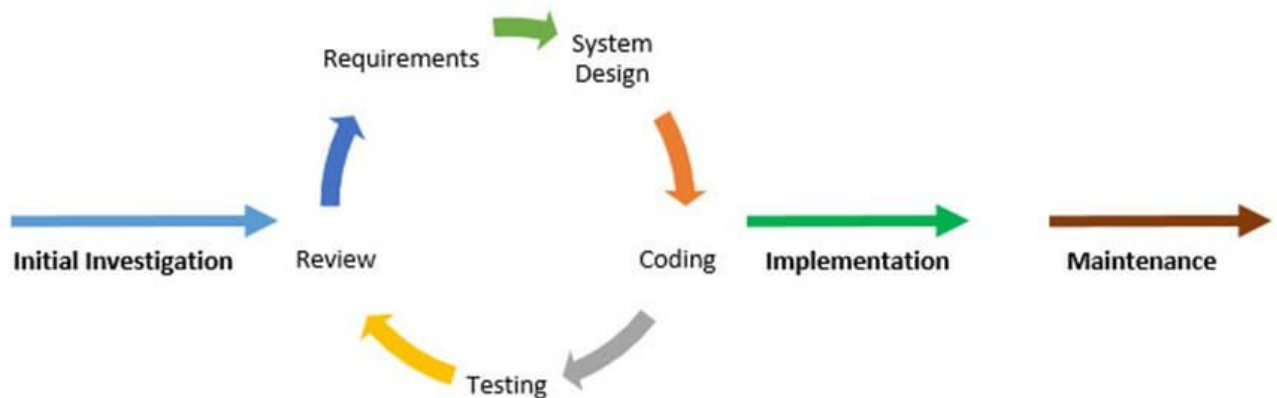 Requirements
System
Design
Initial Investigation
Review
Coding
Implementation
Maintenance
Testing